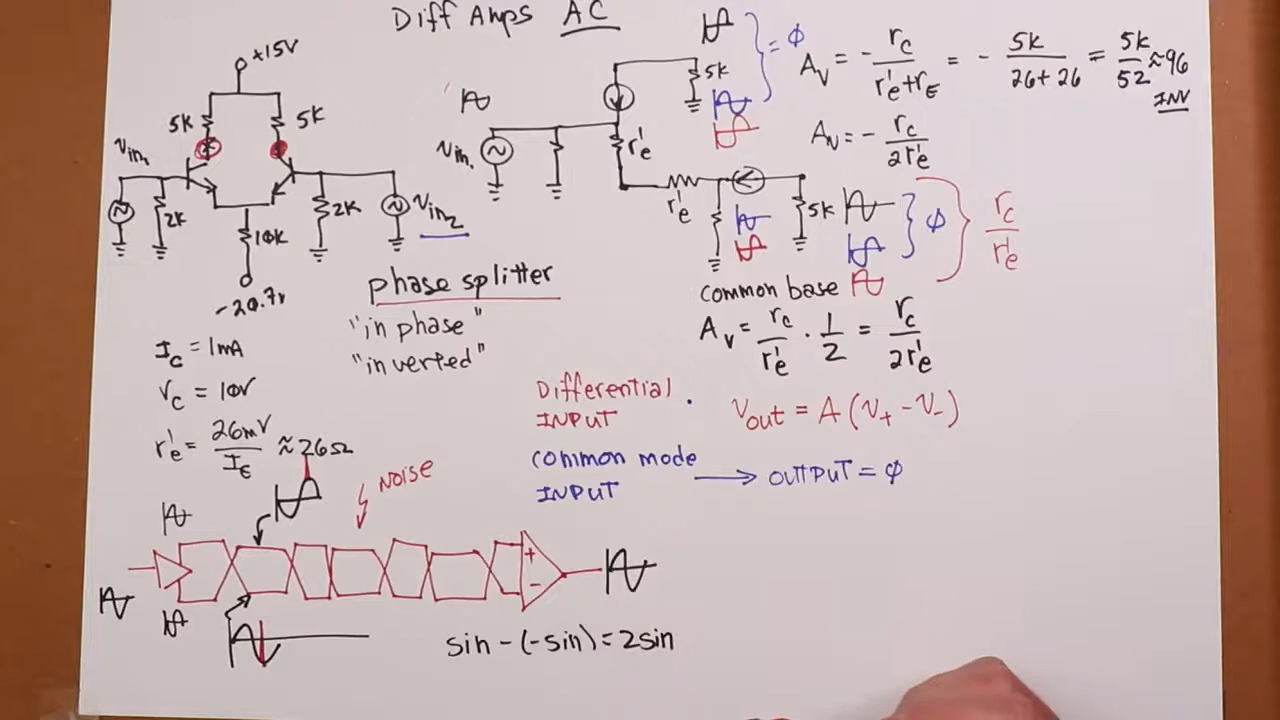 Diff Amps AC
+15V
5K
5K
Vin1
2K
10K
2K
Vin2
-20.7V
IC = 1mA
VC = 10V
r'e = 26mV / IE ≈ 26Ω
phase splitter
"in phase"
"inverted"
Vin1
5K
= ϕ
r'e
r'e
5K
ϕ
rc / r'e
common base
AV = - rc / r'e + rE = - 5K / 26+26 = 5K / 52 ≈ 96
INV
AV = - rc / 2r'e
AV = rc / r'e · 1/2 = rc / 2r'e
Differential
INPUT
Vout = A (V+ - V-)
common mode
INPUT
→ OUTPUT = ϕ
NOISE
+
-
sin - (-sin) = 2sin